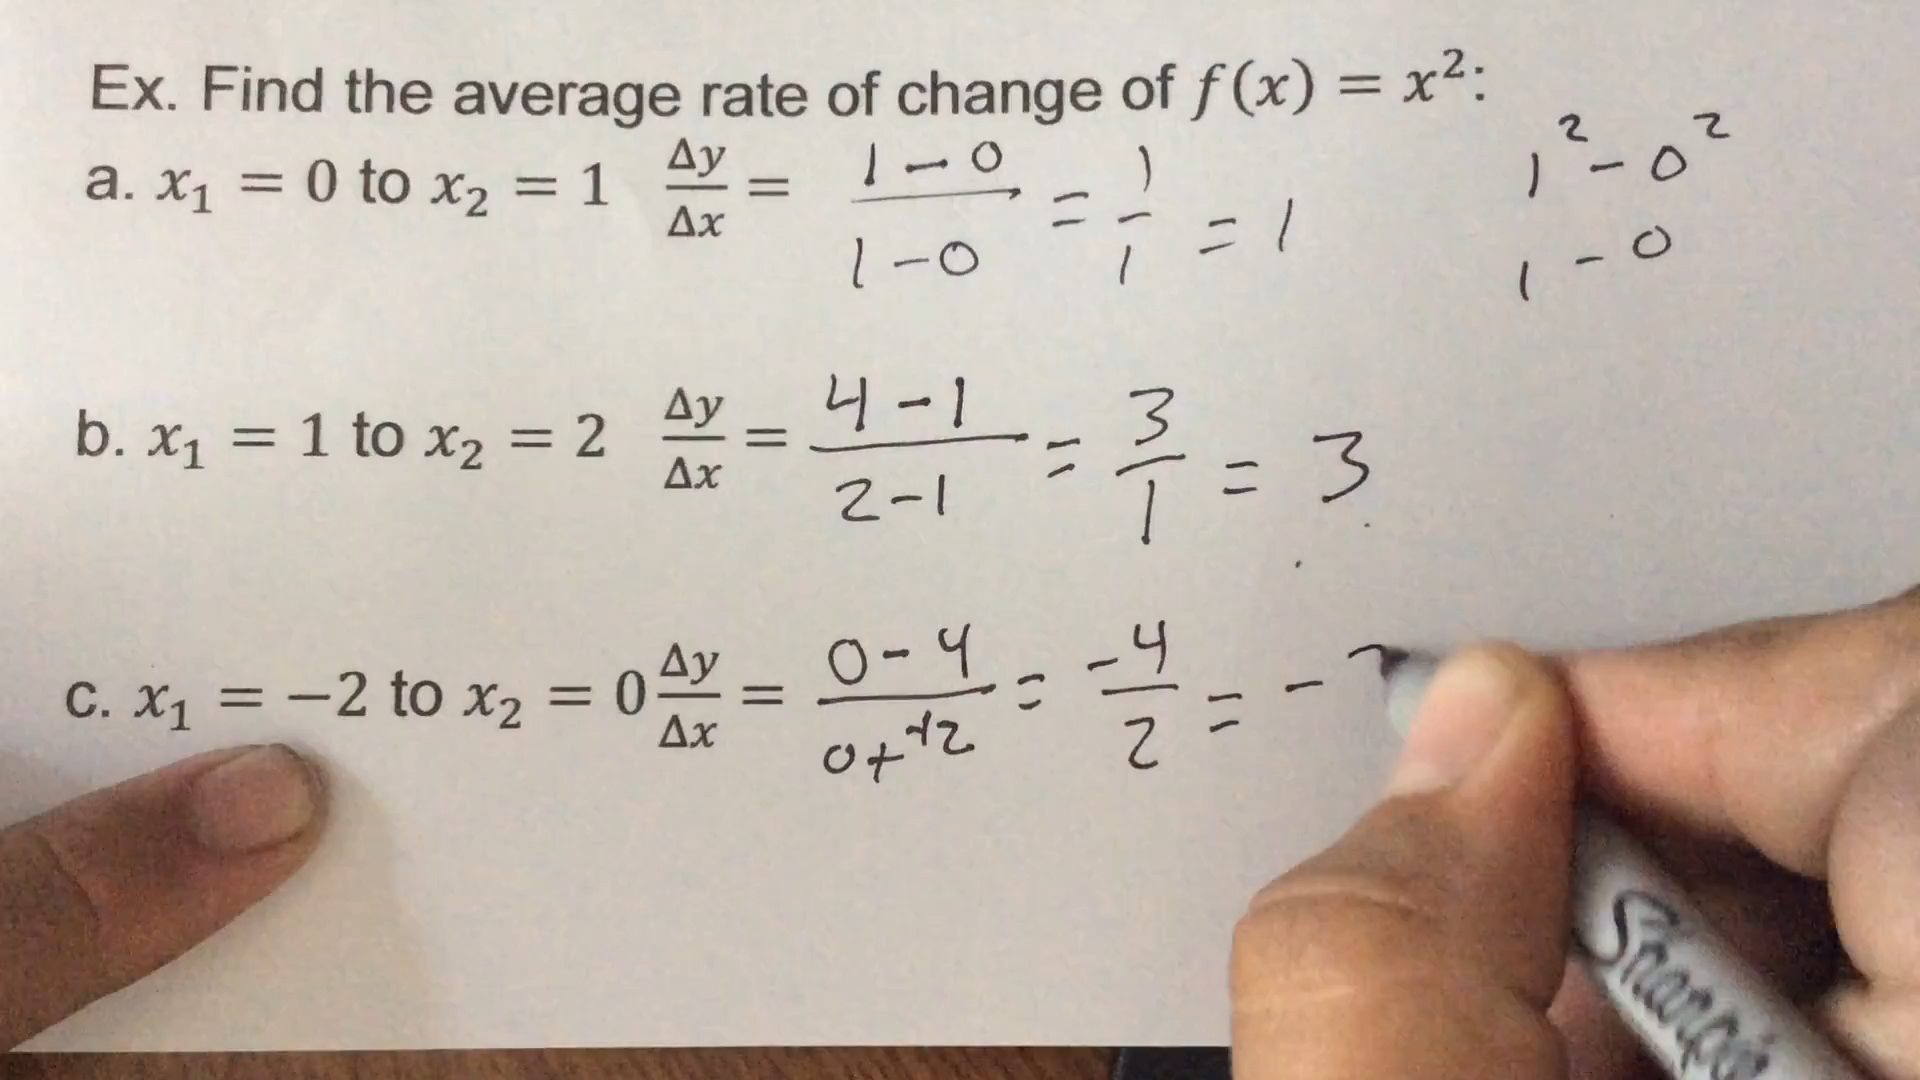 Ex. Find the average rate of change of f(x) = x²:
a. x₁ = 0 to x₂ = 1 Δy/Δx = (1 - 0)/(1 - 0) = 1/1 = 1
1² - 0²
1 - 0
b. x₁ = 1 to x₂ = 2 Δy/Δx = (4 - 1)/(2 - 1) = 3/1 = 3
c. x₁ = −2 to x₂ = 0 Δy/Δx = (0 - 4)/(0 + +2) = -4/2 = -
Sharpie